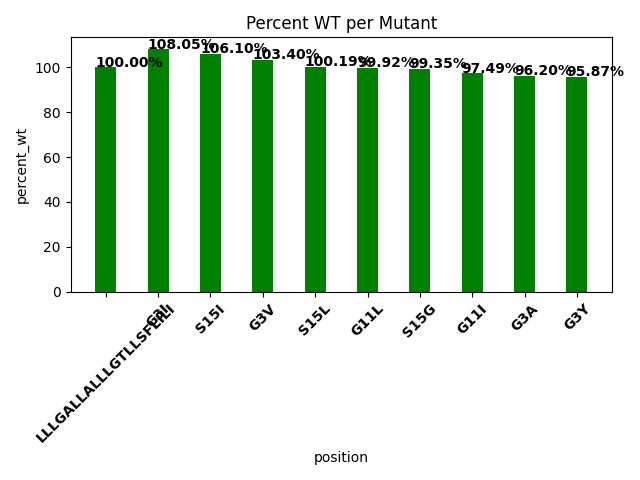 Percent WT per Mutant
100.00%
108.05%
106.10%
103.40%
100.19%
99.92%
99.35%
97.49%
96.20%
95.87%
100
80
60
40
20
0
percent_wt
S15I
G3V
S15L
G11L
S15G
G11I
G3A
G3Y
position